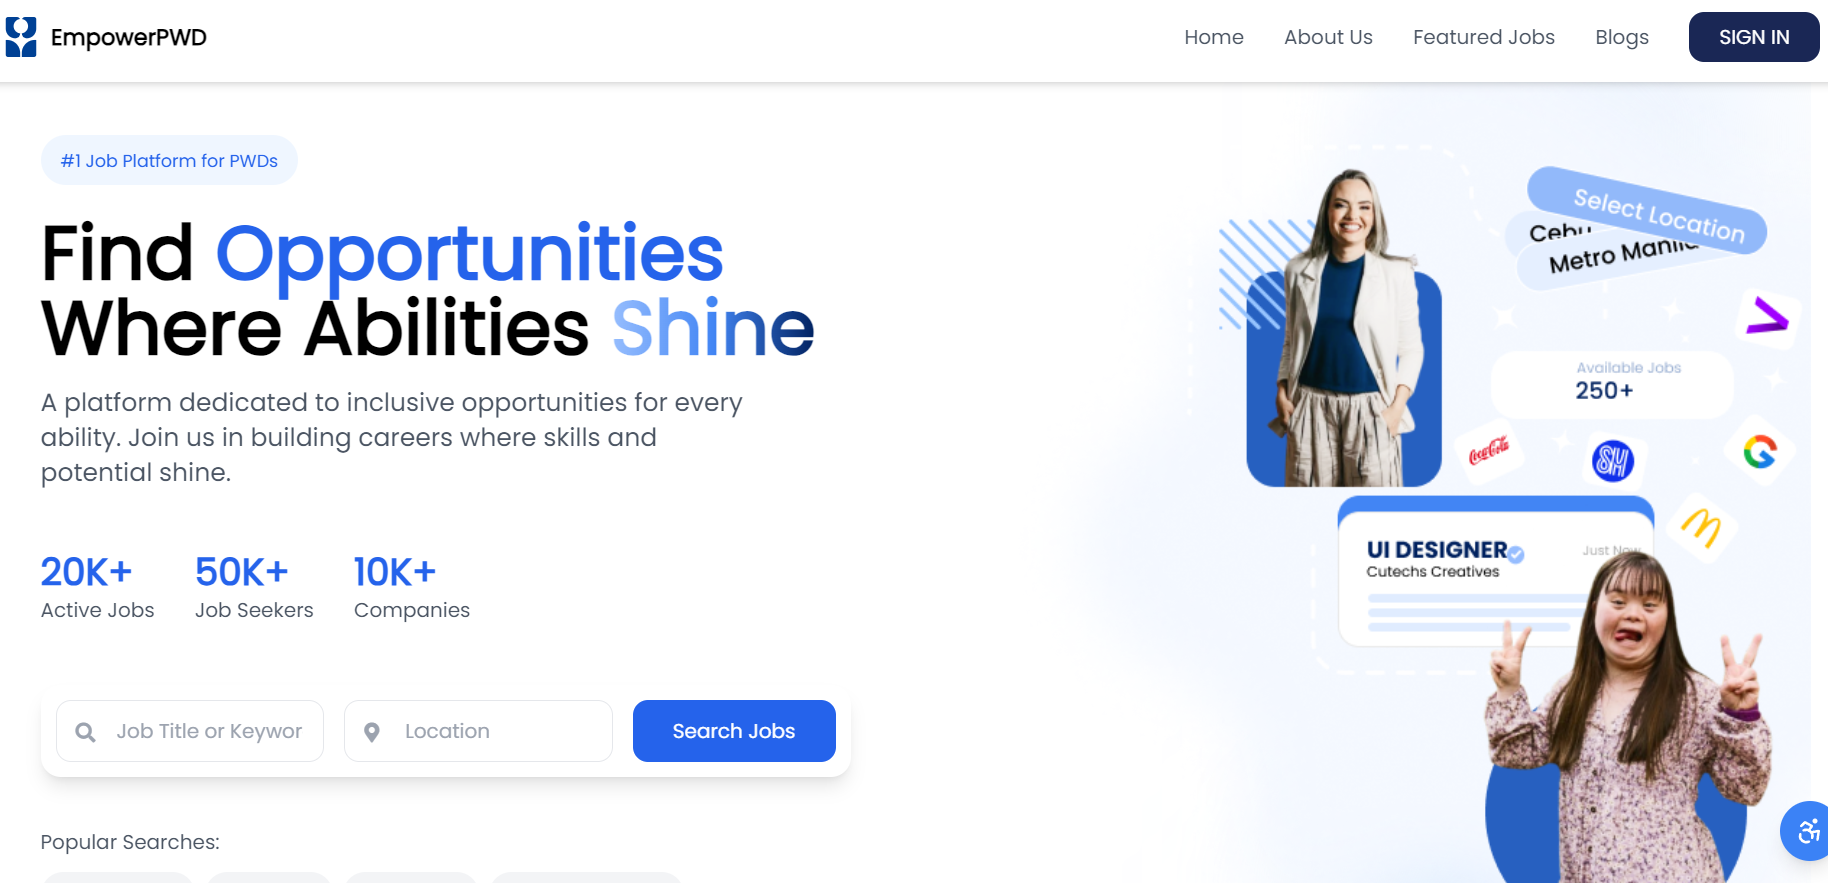 EmpowerPWD
Home
About Us
Featured Jobs
Blogs
SIGN IN
#1 Job Platform for PWDs
Find Opportunities
Where Abilities Shine
A platform dedicated to inclusive opportunities for every
ability. Join us in building careers where skills and
potential shine.
20K+
Active Jobs
50K+
Job Seekers
10K+
Companies
Job Title or Keywor
Location
Search Jobs
Popular Searches:
Select Location
Cebu
Metro Manila
Available Jobs
250+
Coca-Cola
SM
G
UI DESIGNER
Just Now
Cutechs Creatives